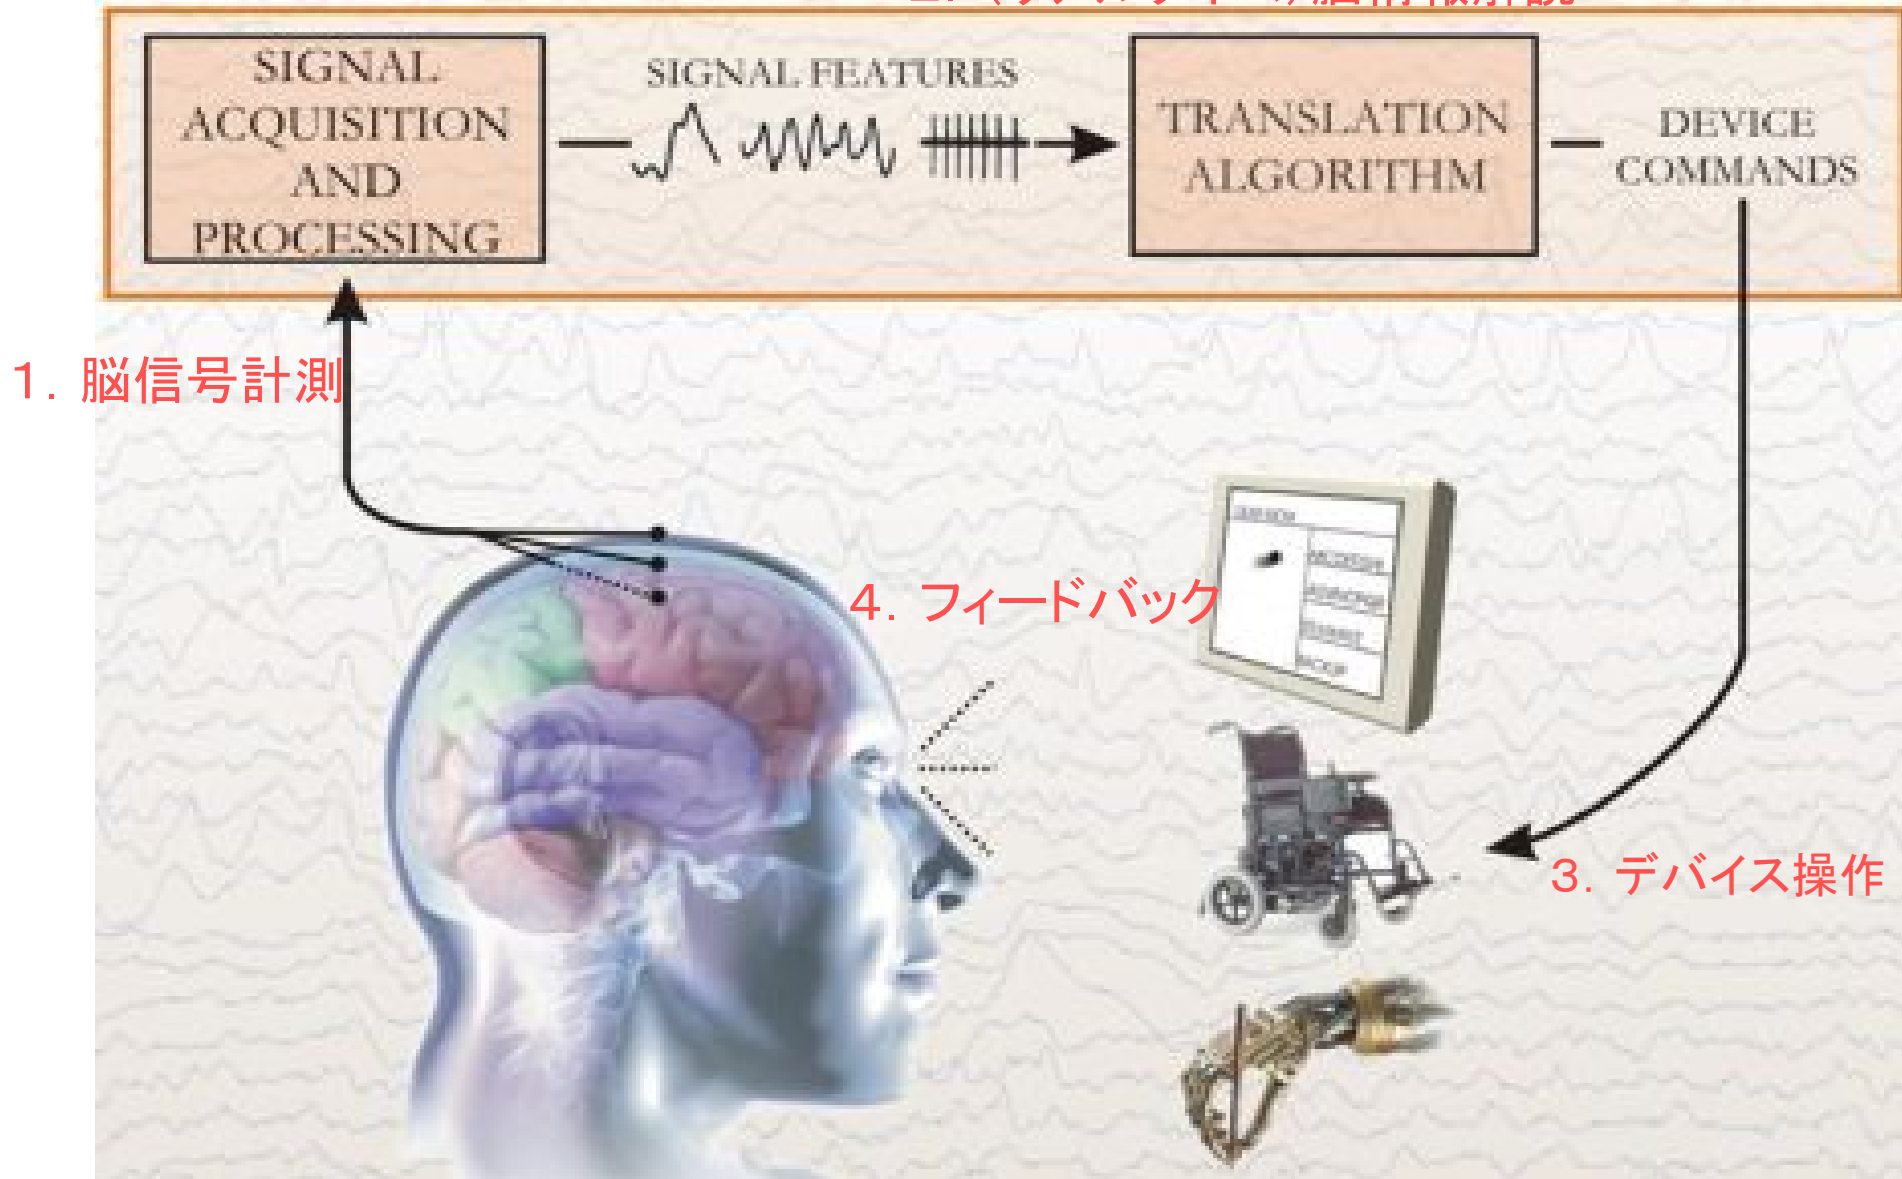 SIGNAL
ACQUISITION
AND
PROCESSING
SIGNAL FEATURES
TRANSLATION
ALGORITHM
DEVICE
COMMANDS
1. 脳信号計測
4. フィードバック
3. デバイス操作